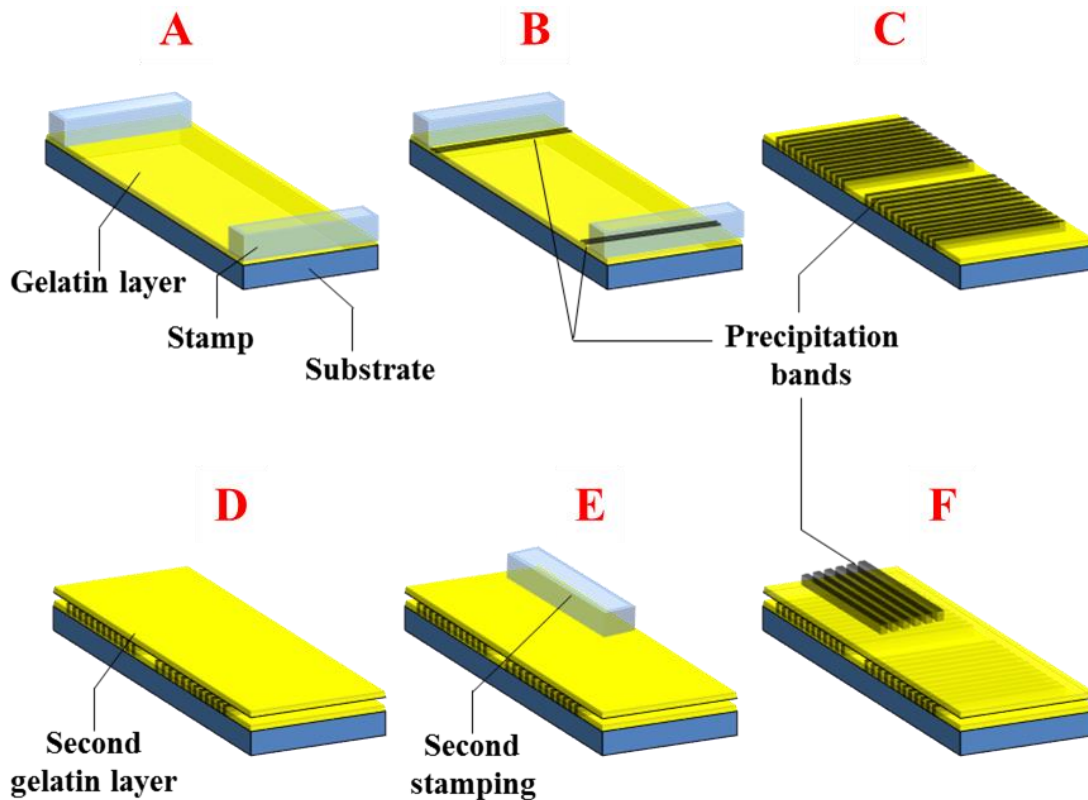 A
B
C
Gelatin layer
Stamp
Substrate
Precipitation
bands
D
E
F
Second
gelatin layer
Second
stamping